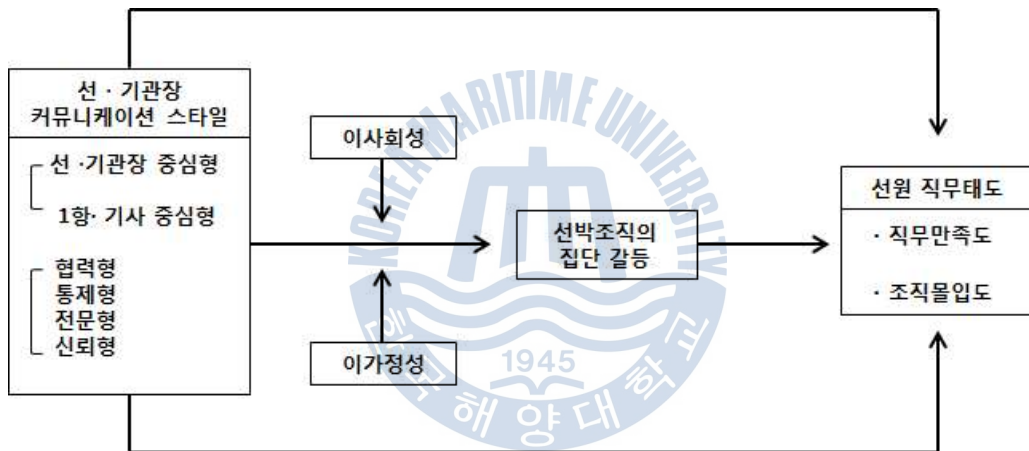 선 · 기관장
커뮤니케이션 스타일
선 ·기관장 중심형
1항· 기사 중심형
협력형
통제형
전문형
신뢰형
이사회성
이가정성
선박조직의
집단 갈등
선원 직무태도
· 직무만족도
· 조직몰입도
KOREA MARITIME UNIVERSITY
1945
한국해양대학교